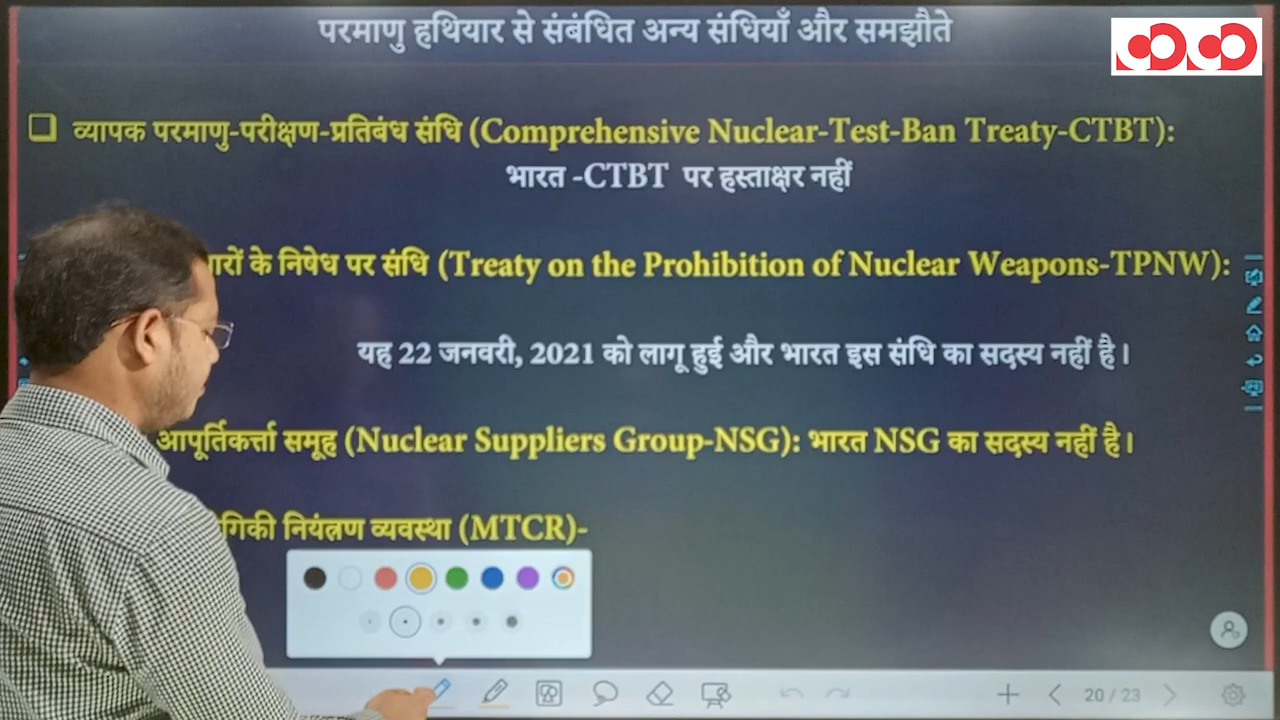 परमाणु हथियार से संबंधित अन्य संधियाँ और समझौते
व्यापक परमाणु-परीक्षण-प्रतिबंध संधि (Comprehensive Nuclear-Test-Ban Treaty-CTBT):
भारत -CTBT पर हस्ताक्षर नहीं
के निषेध पर संधि (Treaty on the Prohibition of Nuclear Weapons-TPNW):
यह 22 जनवरी, 2021 को लागू हुई और भारत इस संधि का सदस्य नहीं है।
आपूर्तिकर्त्ता समूह (Nuclear Suppliers Group-NSG): भारत NSG का सदस्य नहीं है।
नियंत्रण व्यवस्था (MTCR)-
20 / 23